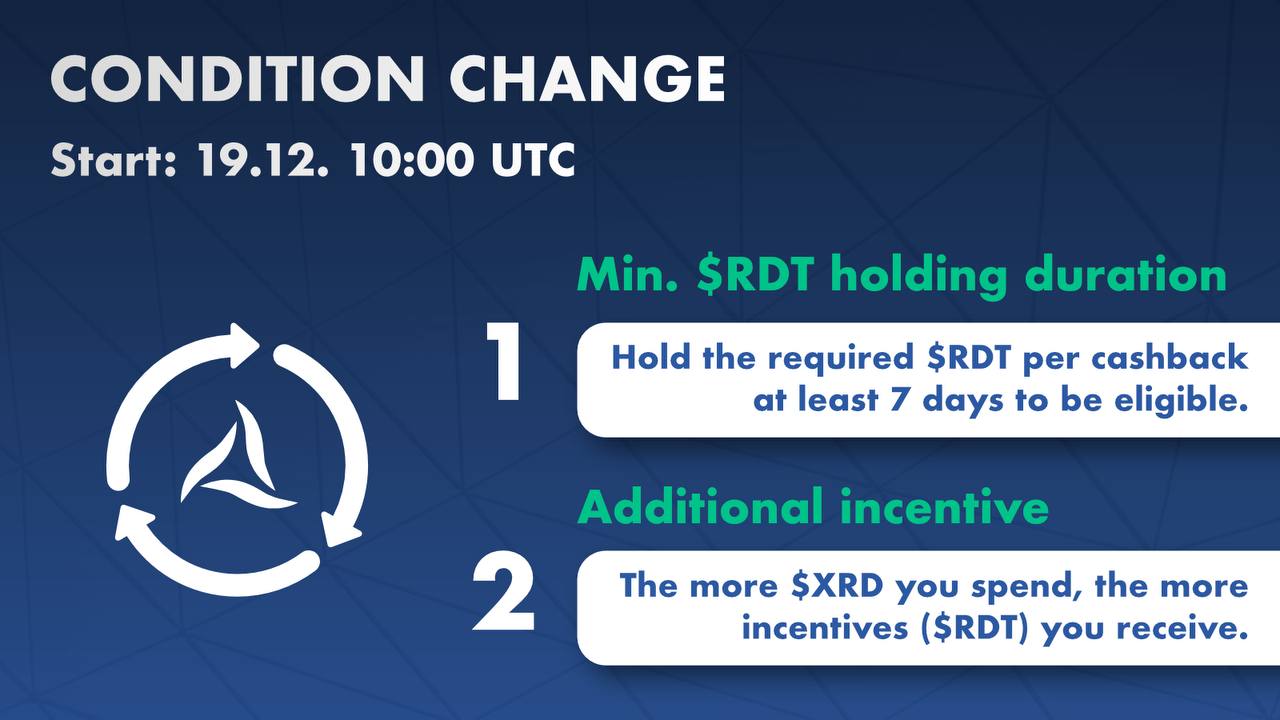 CONDITION CHANGE
Start: 19.12. 10:00 UTC
Min. $RDT holding duration
1
Hold the required $RDT per cashback
at least 7 days to be eligible.
Additional incentive
2
The more $XRD you spend, the more
incentives ($RDT) you receive.